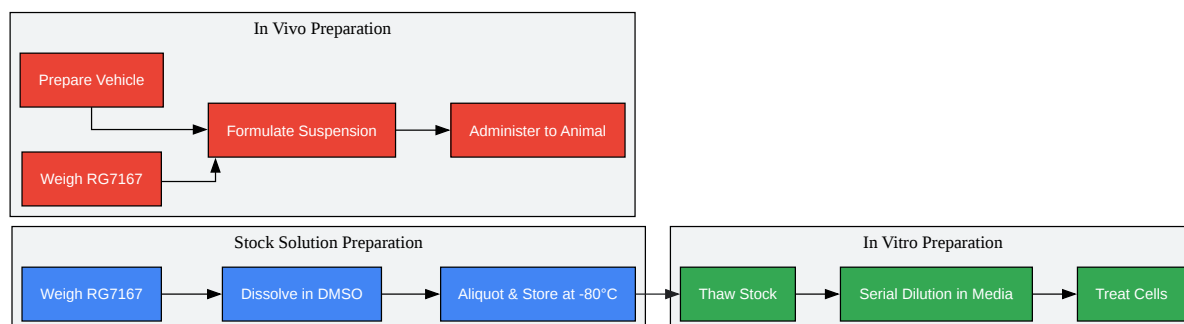 In Vivo Preparation
Prepare Vehicle
Formulate Suspension
Administer to Animal
Weigh RG7167
Stock Solution Preparation
Weigh RG7167
Dissolve in DMSO
Aliquot & Store at -80°C
In Vitro Preparation
Thaw Stock
Serial Dilution in Media
Treat Cells